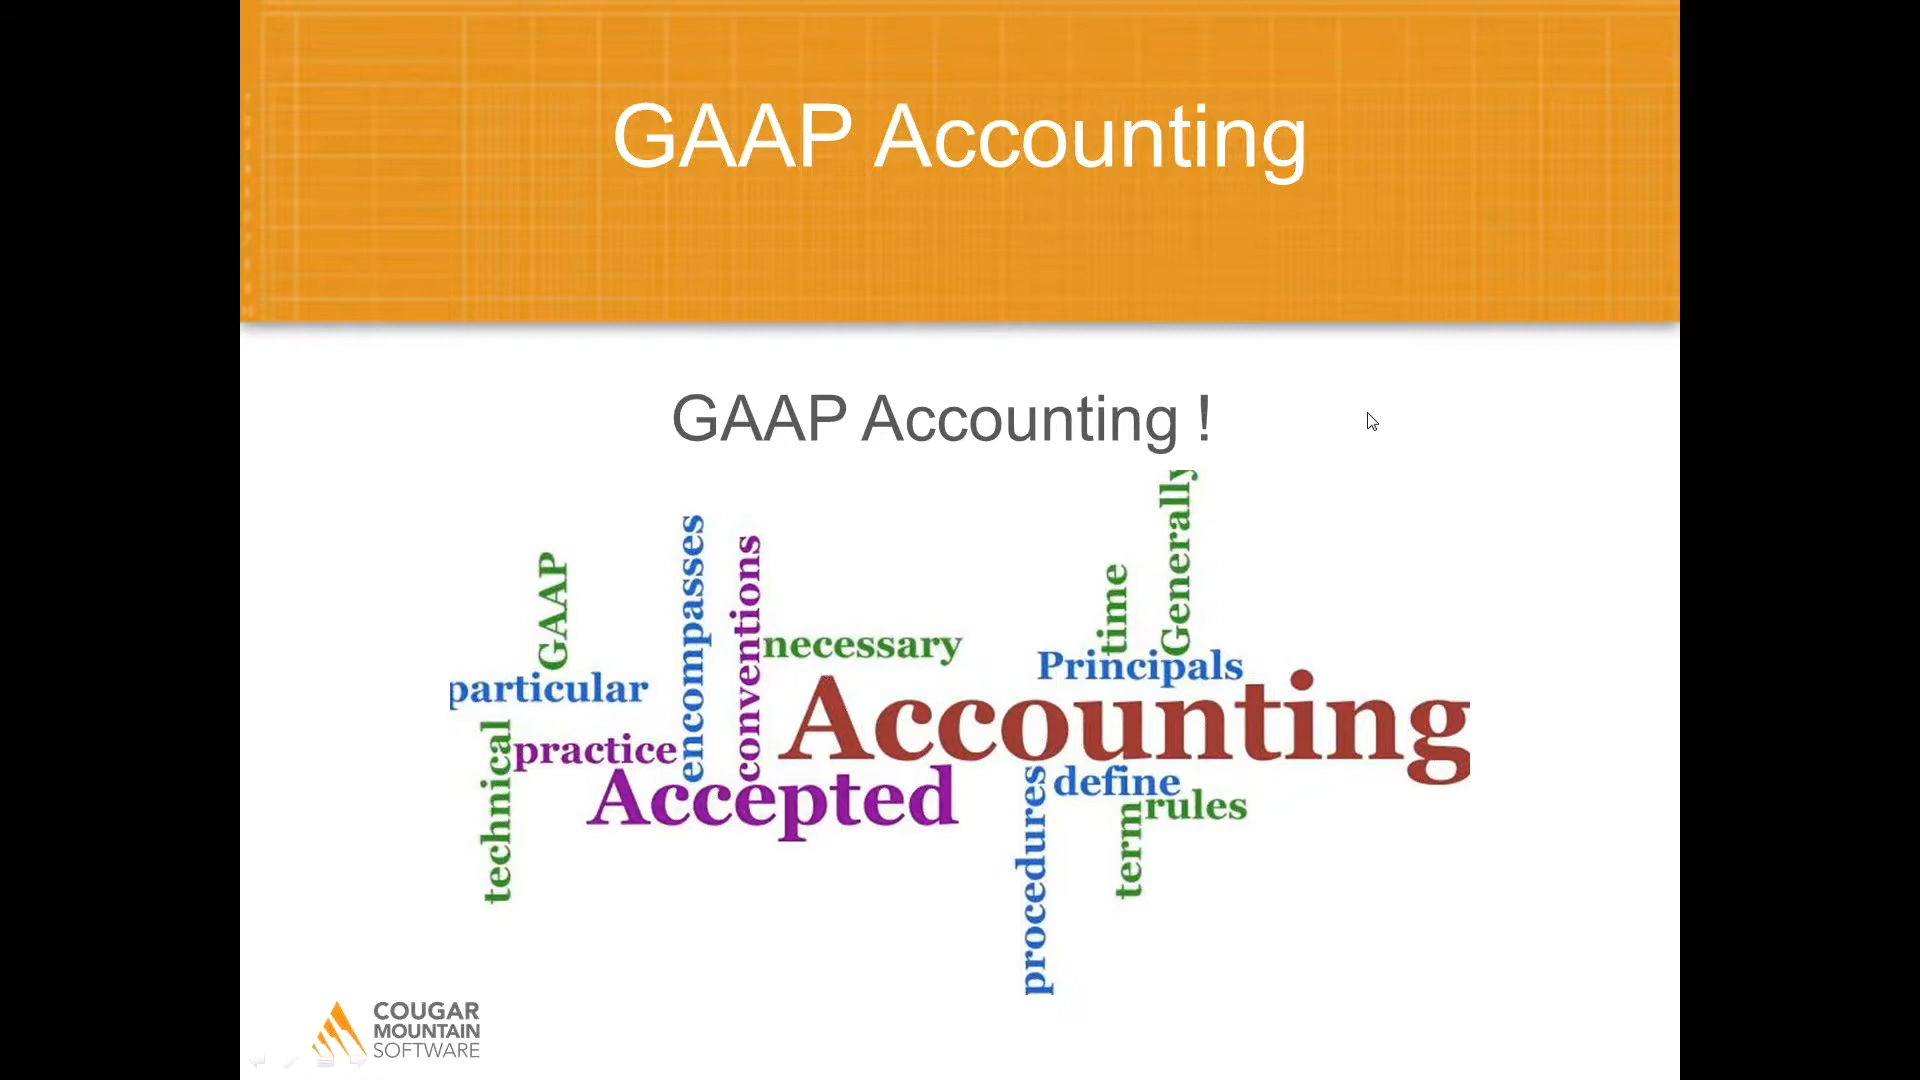 GAAP Accounting
GAAP Accounting !
GAAP
encompasses
conventions
necessary
time
Generally
particular
Principals
Accounting
technical
practice
Accepted
define
rules
procedures
term
COUGAR
MOUNTAIN
SOFTWARE